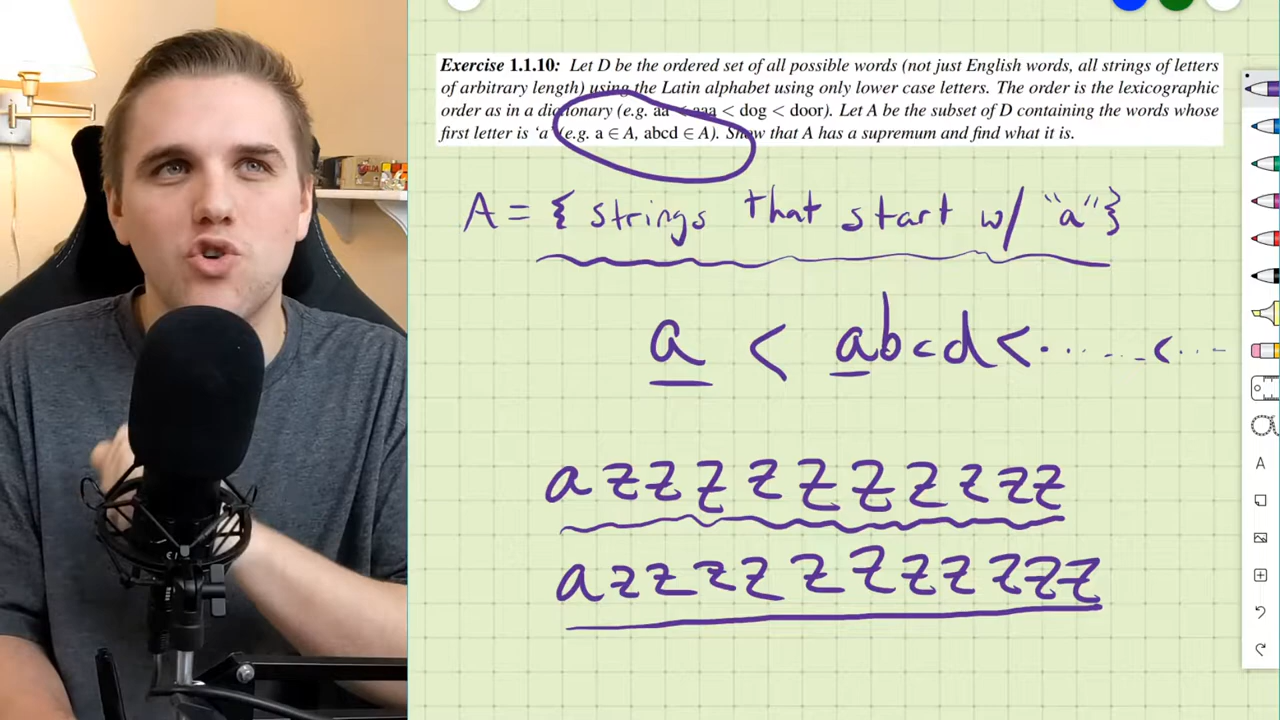 Exercise 1.1.10: Let D be the ordered set of all possible words (not just English words, all strings of letters
of arbitrary length) using the Latin alphabet using only lower case letters. The order is the lexicographic
order as in a dictionary (e.g. aa < aaa < dog < door). Let A be the subset of D containing the words whose
first letter is ‘a’ (e.g. a ∈ A, abcd ∈ A). Show that A has a supremum and find what it is.
A = { strings that start w/ "a"}
a < abcd < ...... < ...
azzzzzzzzzz
azzzzzzzzzzz
A